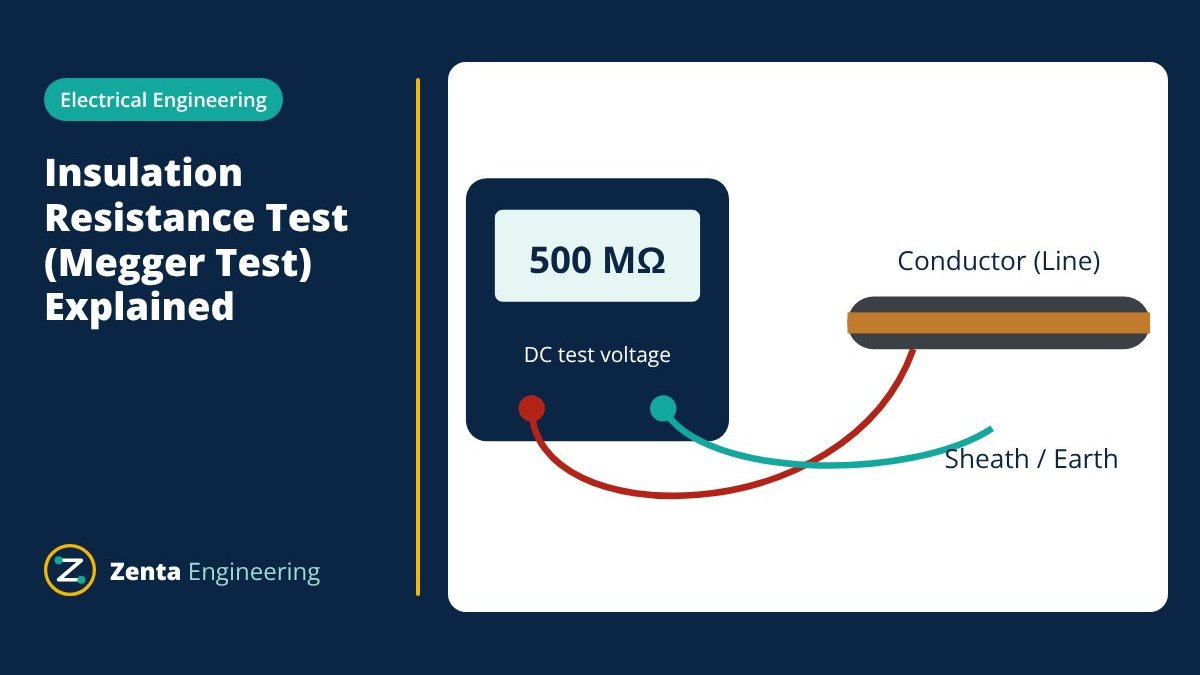 Electrical Engineering
Insulation
Resistance Test
(Megger Test)
Explained
Z
Zenta Engineering
500 MΩ
DC test voltage
Conductor (Line)
Sheath / Earth